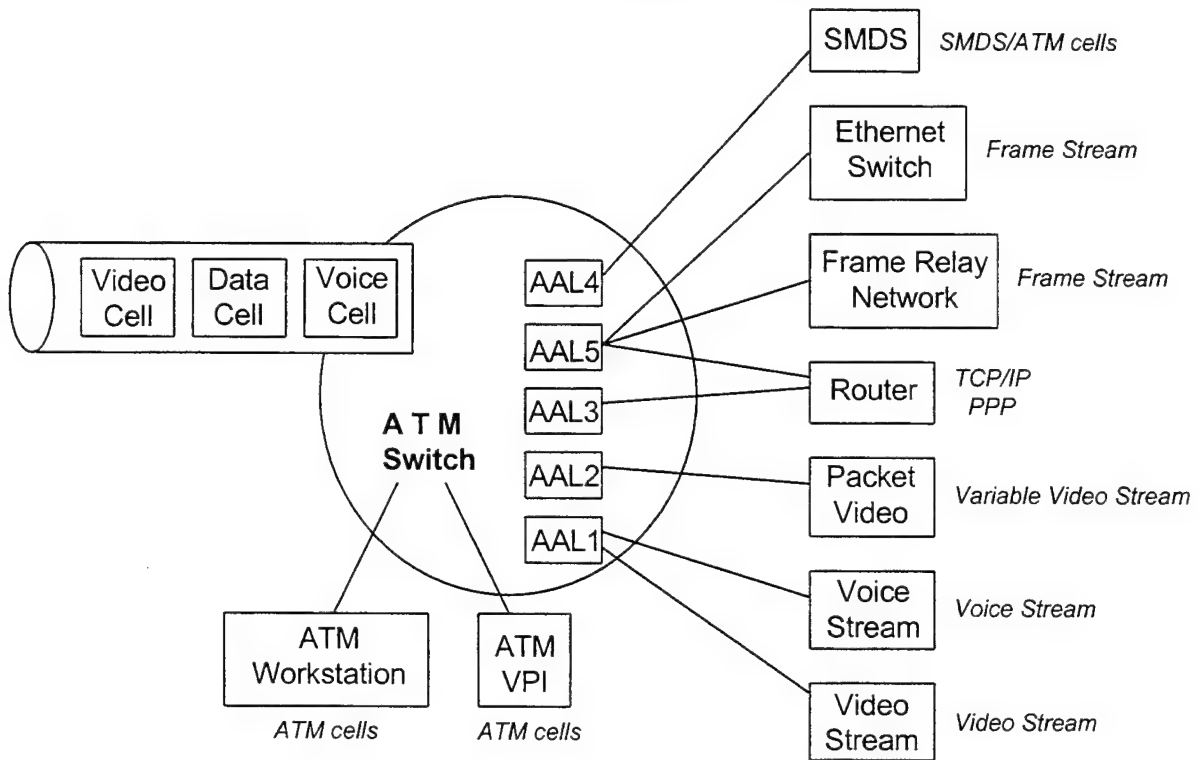 SMDS
SMDS/ATM cells
Ethernet
Switch
Frame Stream
Video
Cell
Data
Cell
Voice
Cell
AAL4
Frame Relay
Network
Frame Stream
AAL5
Router
TCP/IP
PPP
AAL3
A T M
Switch
AAL2
Packet
Video
Variable Video Stream
AAL1
Voice
Stream
Voice Stream
ATM
Workstation
ATM cells
ATM
VPI
ATM cells
Video
Stream
Video Stream